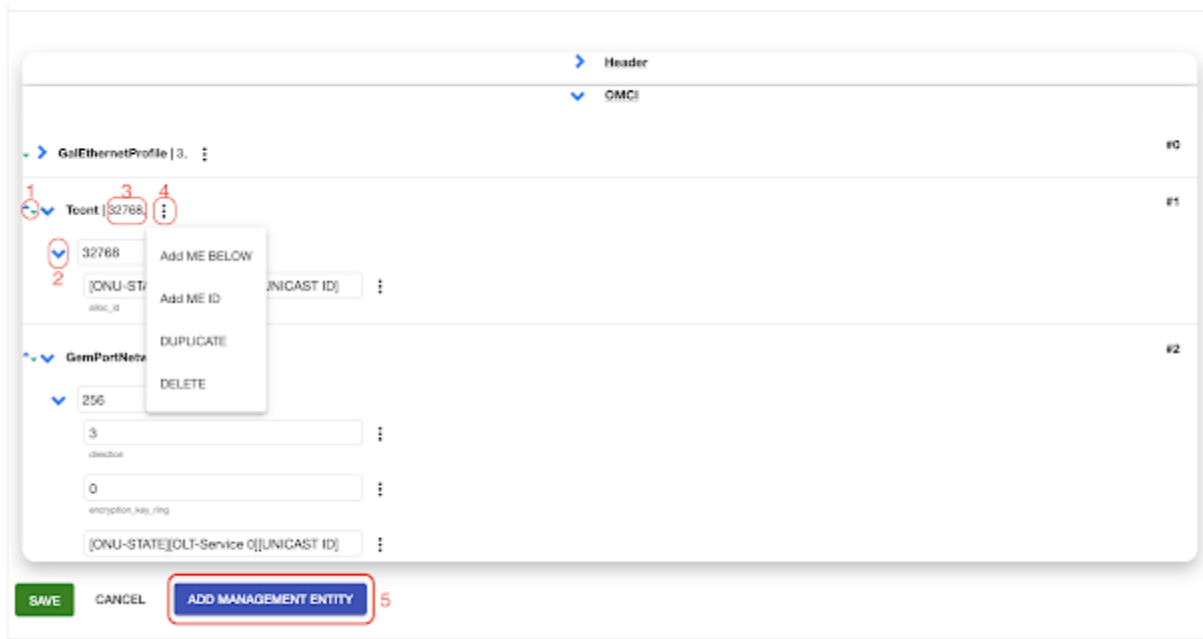 Header
OMCI
GalEthernetProfile | 3,
#0
1
3
4
Tcont | 32768,
#1
2
32768
Add ME BELOW
[ONU-STA
UNICAST ID]
alloc_id
Add ME ID
DUPLICATE
GemPortNetw
#2
DELETE
256
3
direction
0
encryption_key_ring
[ONU-STATE][OLT-Service 0][UNICAST ID]
SAVE
CANCEL
ADD MANAGEMENT ENTITY
5